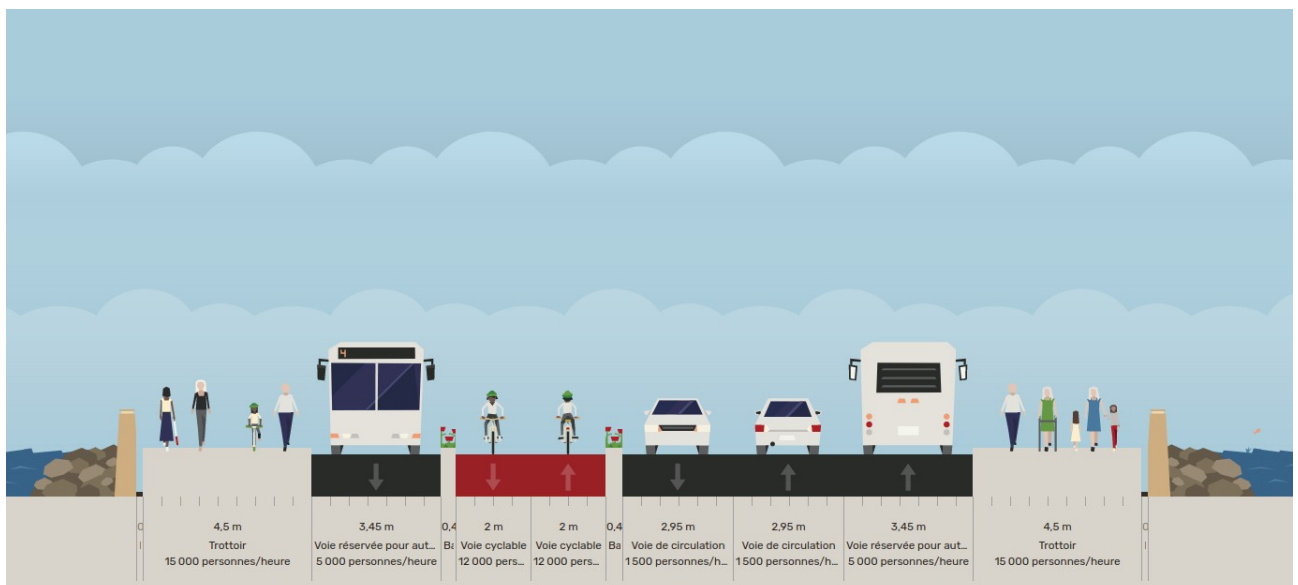 4
0
4,5 m
3,45 m
0,4
2 m
2 m
0,4
2,95 m
2,95 m
3,45 m
4,5 m
0
Trottoir
Voie réservée pour aut...
Ba
Voie cyclable
Voie cyclable
Ba
Voie de circulation
Voie de circulation
Voie réservée pour aut...
Trottoir
15 000 personnes/heure
5 000 personnes/heure
12 000 pers...
12 000 pers...
1 500 personnes/h...
1 500 personnes/h...
5 000 personnes/heure
15 000 personnes/heure